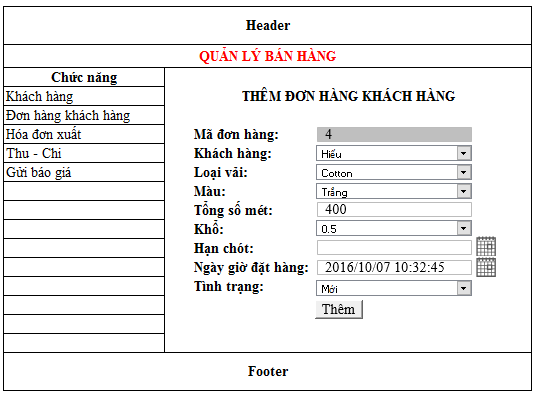 Header
QUẢN LÝ BÁN HÀNG
Chức năng
Khách hàng
Đơn hàng khách hàng
Hóa đơn xuất
Thu - Chi
Gửi báo giá
THÊM ĐƠN HÀNG KHÁCH HÀNG
Mã đơn hàng: 4
Khách hàng: Hiếu
Loại vải: Cotton
Màu: Trắng
Tổng số mét: 400
Khổ: 0.5
Hạn chót:
Ngày giờ đặt hàng: 2016/10/07 10:32:45
Tình trạng: Mới
Thêm
Footer